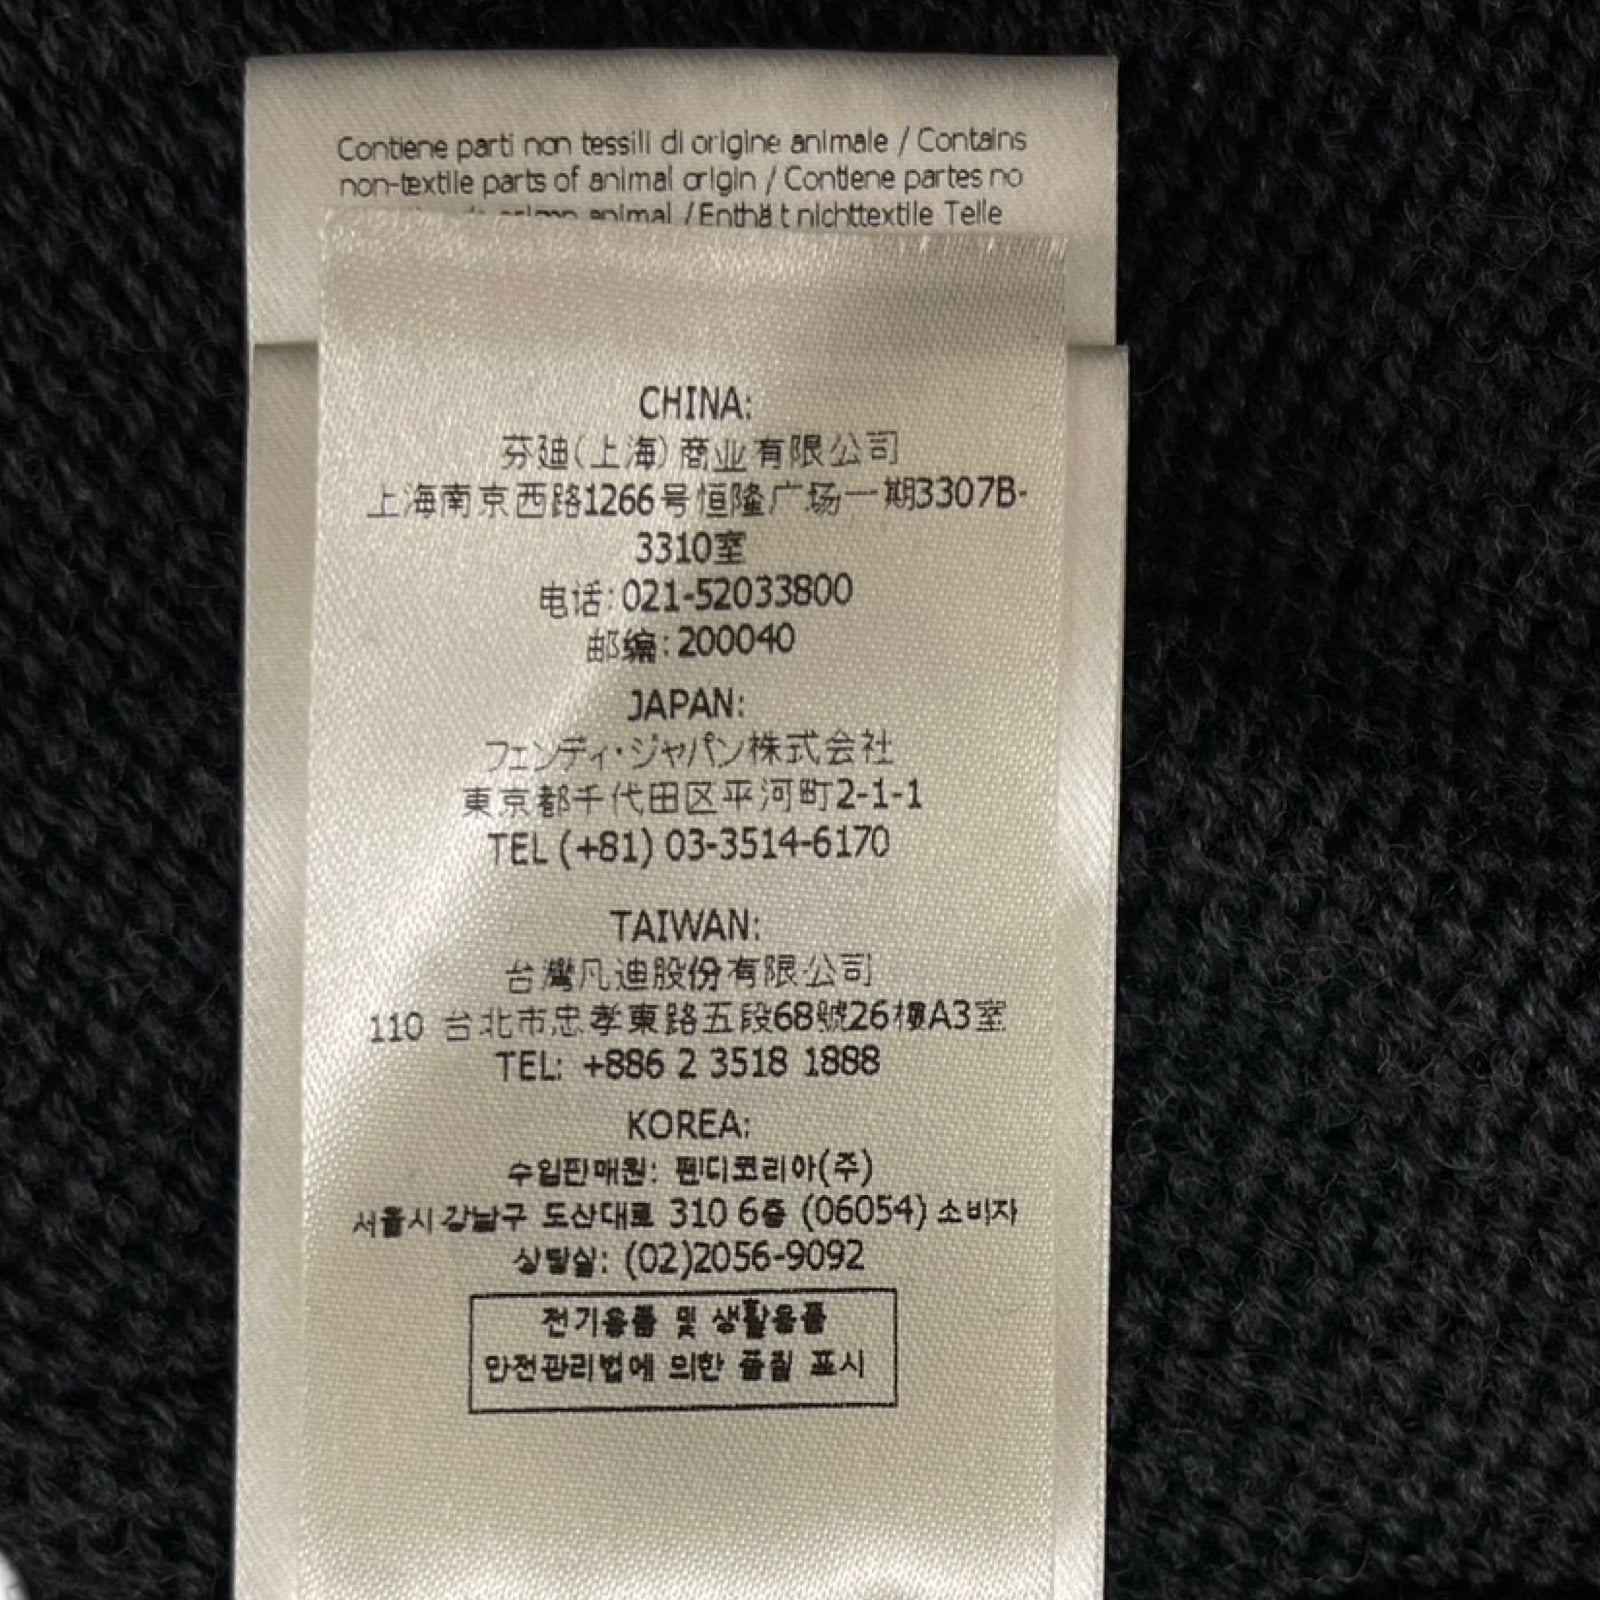 Contiene parti non tessili di origine animale / Contains
non-textile parts of animal origin / Contiene partes no
animal / Enthält nichttextile Teile
CHINA:
芬迪(上海)商业有限公司
上海南京西路1266号恒隆广场一期3307B-
3310室
电话: 021-52033800
邮编: 200040
JAPAN:
フェンディ・ジャパン株式会社
東京都千代田区平河町2-1-1
TEL (+81) 03-3514-6170
TAIWAN:
台灣凡迪股份有限公司
110 台北市忠孝東路五段68號26樓A3室
TEL: +886 2 3518 1888
KOREA:
수입판매원: 펜디코리아(주)
서울시 강남구 도산대로 310 6층 (06054) 소비자
상담실: (02)2056-9092
전기용품 및 생활용품
안전관리법에 의한 품질 표시